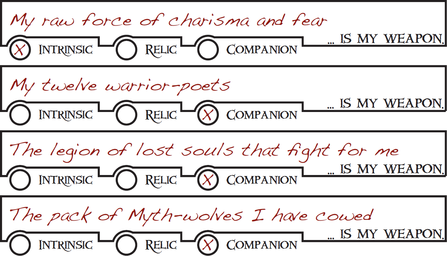 My raw force of charisma and fear
X Intrinsic Relic Companion ... is my weapon.
My twelve warrior-poets
Intrinsic Relic X Companion ... is my weapon.
The legion of lost souls that fight for me
Intrinsic Relic X Companion ... is my weapon.
The pack of Myth-wolves I have cowed
Intrinsic Relic X Companion ... is my weapon.